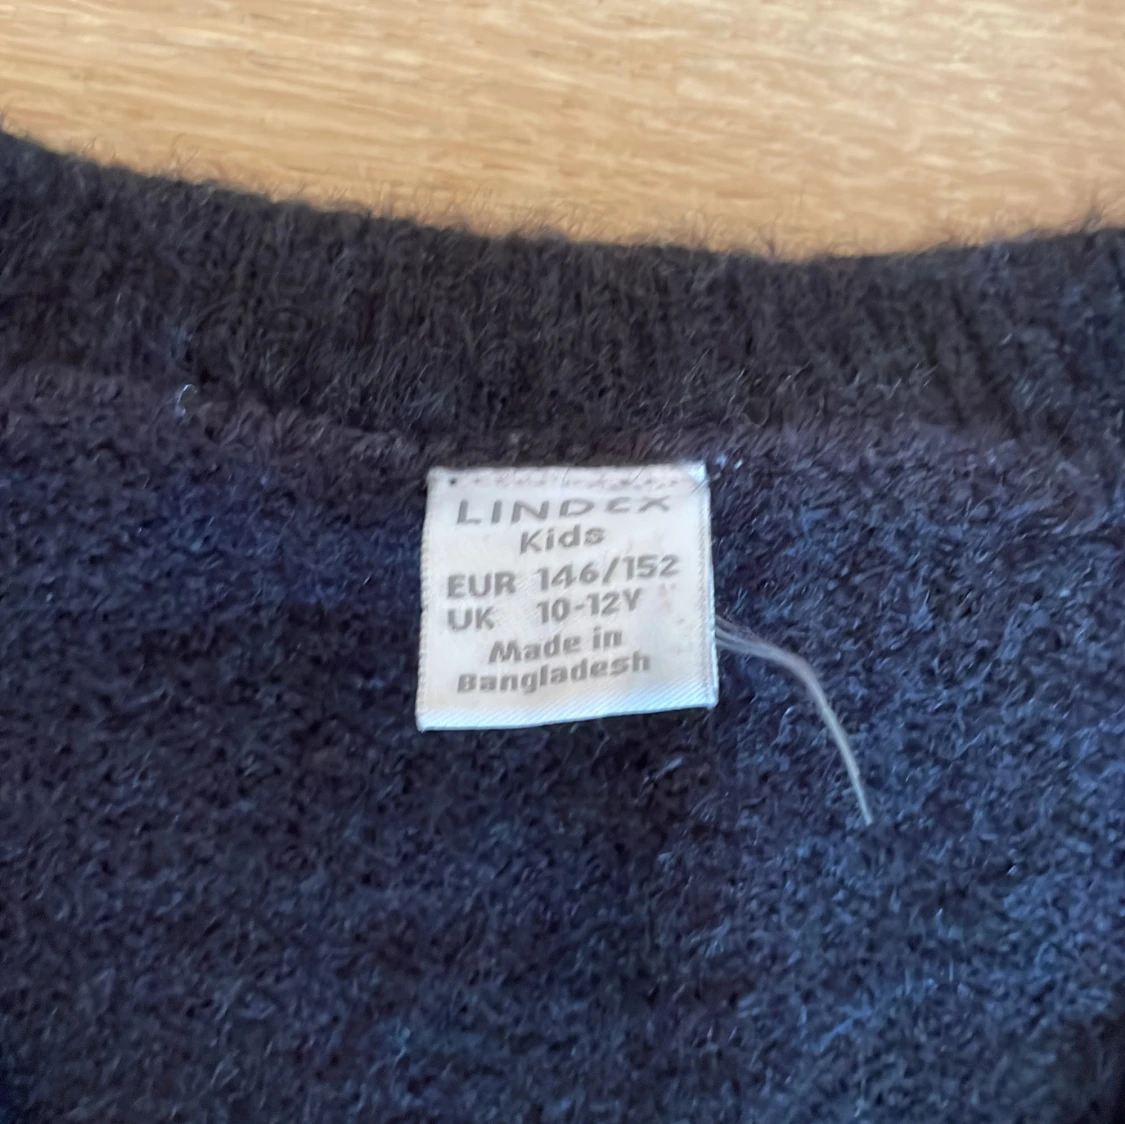 LINDEX
Kids
EUR 146/152
UK 10-12Y
Made in
Bangladesh